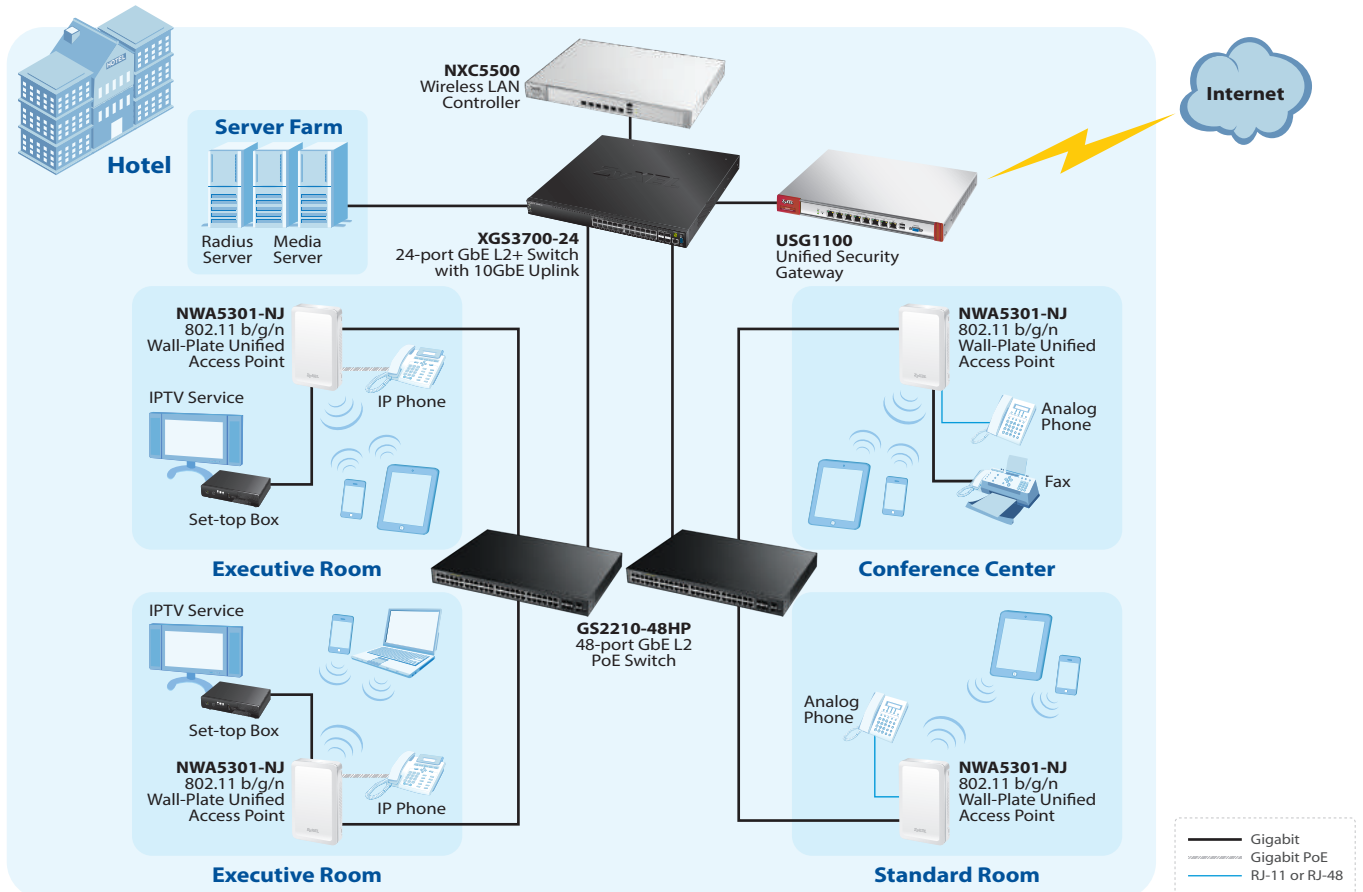 HOTEL
Hotel
NXC5500
Wireless LAN
Controller
Internet
Server Farm
Radius
Server
Media
Server
XGS3700-24
24-port GbE L2+ Switch
with 10GbE Uplink
USG1100
Unified Security
Gateway
NWA5301-NJ
802.11 b/g/n
Wall-Plate Unified
Access Point
IPTV Service
IP Phone
Set-top Box
Executive Room
NWA5301-NJ
802.11 b/g/n
Wall-Plate Unified
Access Point
Analog
Phone
Fax
Conference Center
GS2210-48HP
48-port GbE L2
PoE Switch
IPTV Service
Set-top Box
NWA5301-NJ
802.11 b/g/n
Wall-Plate Unified
Access Point
IP Phone
Executive Room
Analog
Phone
NWA5301-NJ
802.11 b/g/n
Wall-Plate Unified
Access Point
Standard Room
Gigabit
Gigabit PoE
RJ-11 or RJ-48